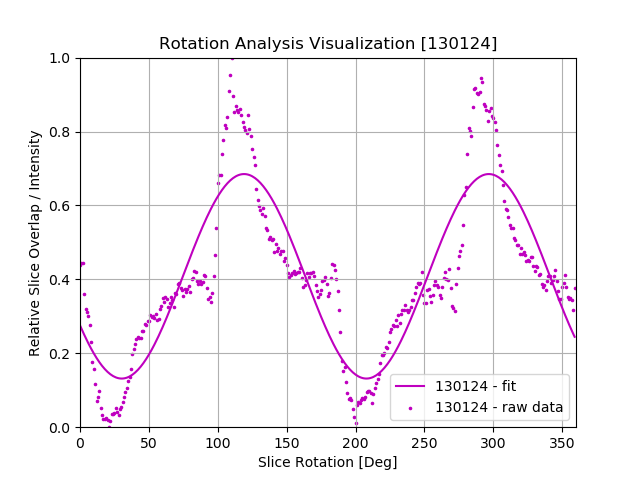 Rotation Analysis Visualization [130124]
Relative Slice Overlap / Intensity
1.0
0.8
0.6
0.4
0.2
0.0
0 50 100 150 200 250 300 350
Slice Rotation [Deg]
130124 - fit
130124 - raw data